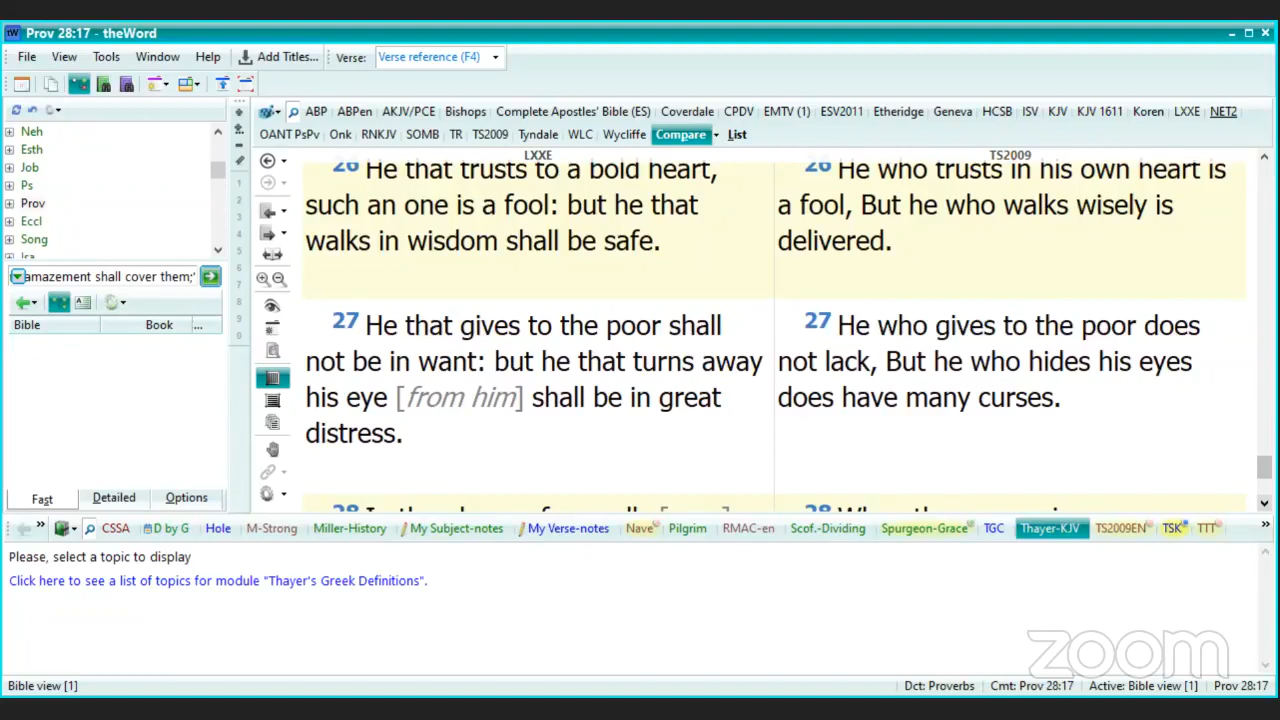 Prov 28:17 - theWord
File View Tools Window Help Add Titles... Verse: Verse reference (F4)
ABP ABPen AKJV/PCE Bishops Complete Apostles' Bible (ES) Coverdale CPDV EMTV (1) ESV2011 Etheridge Geneva HCSB ISV KJV KJV 1611 Koren LXXE NET2
OANT PsPv Onk RNKJV SOMB TR TS2009 Tyndale WLC Wycliffe Compare List
Neh
Esth
Job
Ps
Prov
Eccl
Song
Isa
amazement shall cover them;'
Bible Book ...
Fast Detailed Options
LXXE
26 He that trusts to a bold heart,
such an one is a fool: but he that
walks in wisdom shall be safe.
27 He that gives to the poor shall
not be in want: but he that turns away
his eye [from him] shall be in great
distress.
TS2009
26 He who trusts in his own heart is
a fool, But he who walks wisely is
delivered.
27 He who gives to the poor does
not lack, But he who hides his eyes
does have many curses.
CSSA D by G Hole M-Strong Miller-History My Subject-notes My Verse-notes Nave Pilgrim RMAC-en Scof.-Dividing Spurgeon-Grace TGC Thayer-KJV TS2009EN TSK TTT
Please, select a topic to display
Click here to see a list of topics for module "Thayer's Greek Definitions".
zoom
Bible view [1] Dct: Proverbs Cmt: Prov 28:17 Active: Bible view [1] Prov 28:17